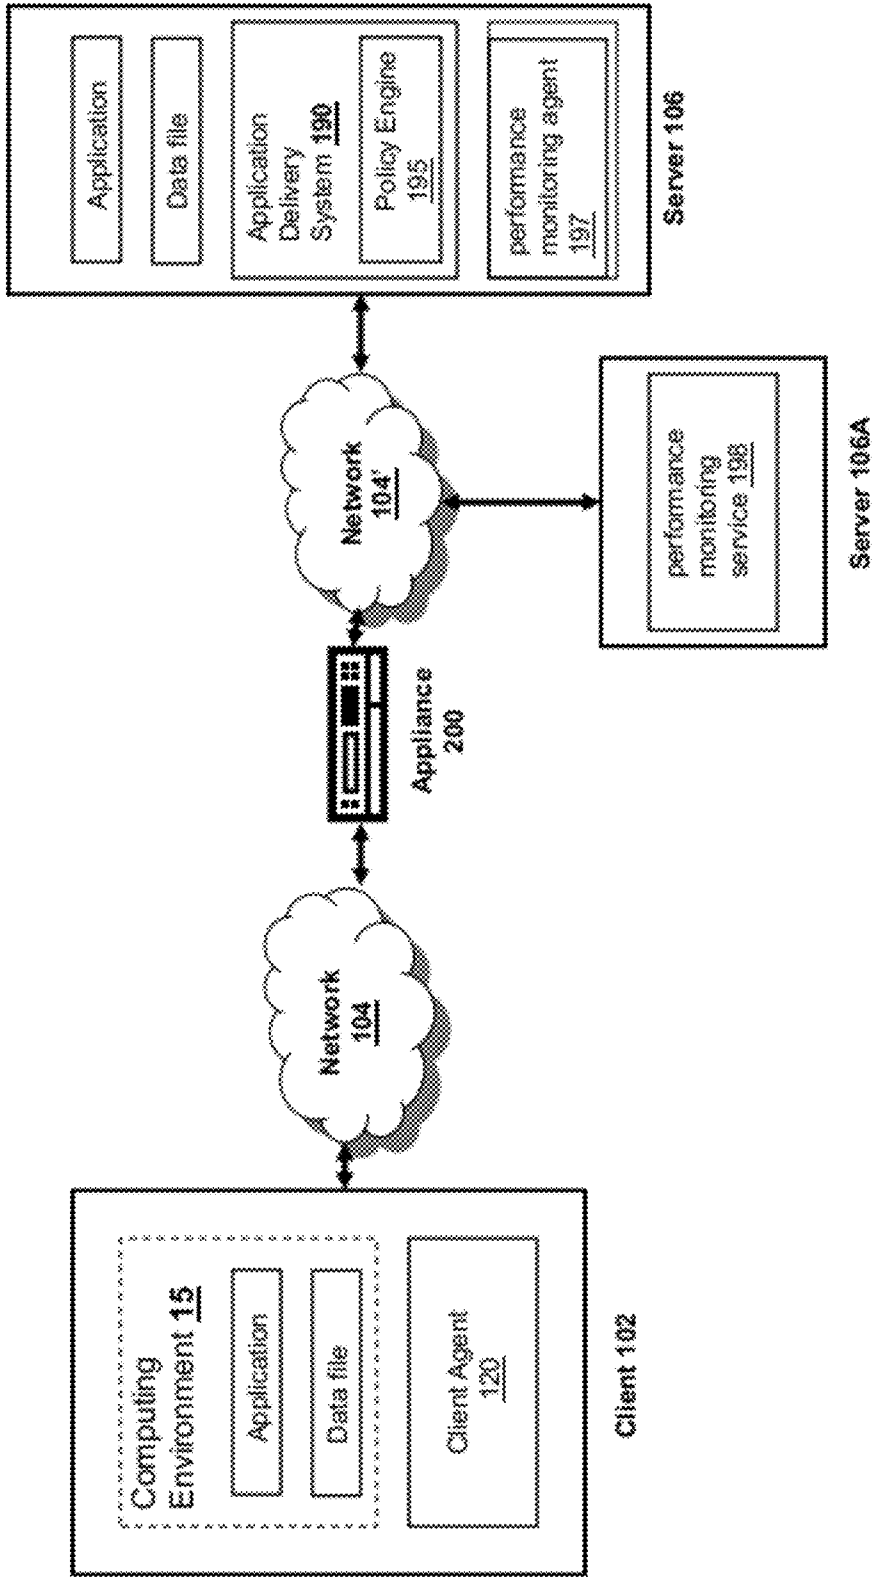 Computing
Environment 15
Application
Data file
Client Agent
120
Client 102
Network
104
Appliance
200
Network
104'
Application
Data file
Application
Delivery
System 190
Policy Engine
195
performance
monitoring agent
197
Server 106
performance
monitoring
service 198
Server 106A